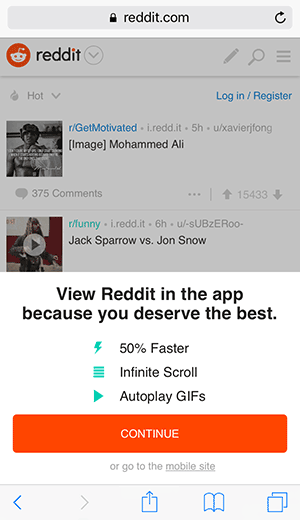 reddit.com
reddit
Hot Log in / Register
r/GetMotivated • i.redd.it • 5h • u/xavierjfong
[Image] Mohammed Ali
375 Comments 15433
r/funny • i.redd.it • 6h • u/-sUBzERoo-
Jack Sparrow vs. Jon Snow
View Reddit in the app
because you deserve the best.
50% Faster
Infinite Scroll
Autoplay GIFs
CONTINUE
or go to the mobile site